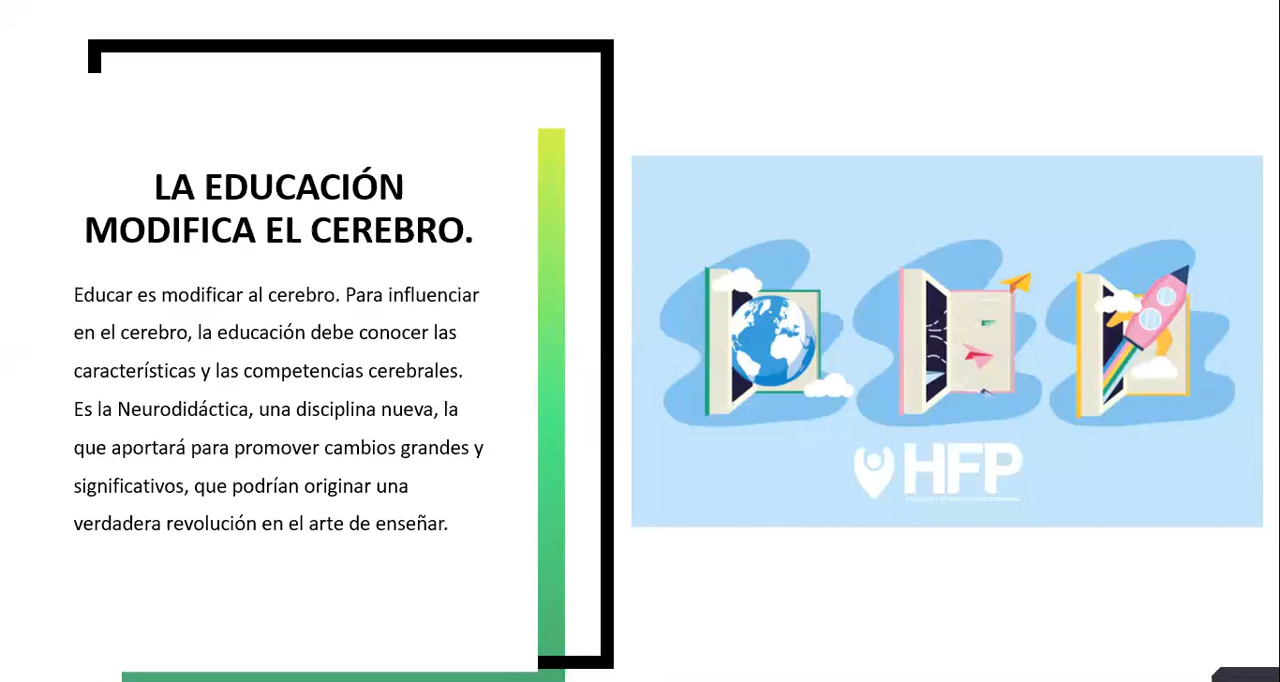 LA EDUCACIÓN
MODIFICA EL CEREBRO.
Educar es modificar al cerebro. Para influenciar
en el cerebro, la educación debe conocer las
características y las competencias cerebrales.
Es la Neurodidáctica, una disciplina nueva, la
que aportará para promover cambios grandes y
significativos, que podrían originar una
verdadera revolución en el arte de enseñar.
HFP